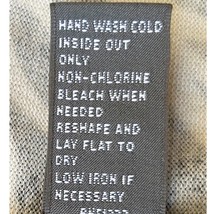 HAND WASH COLD
INSIDE OUT
ONLY
NON-CHLORINE
BLEACH WHEN
NEEDED
RESHAPE AND
LAY FLAT TO
DRY
LOW IRON IF
NECESSARY